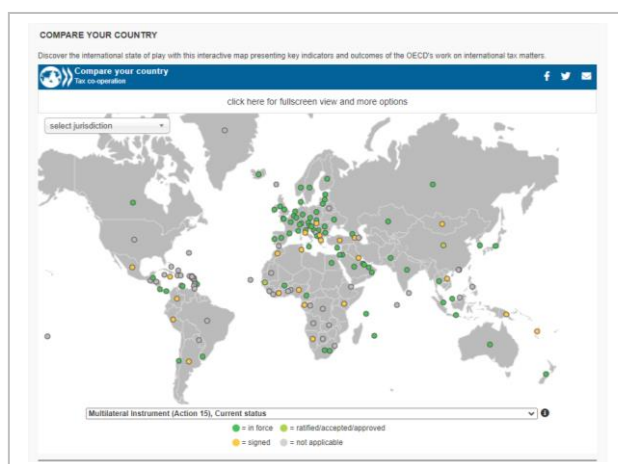 COMPARE YOUR COUNTRY
Discover the international state of play with this interactive map presenting key indicators and outcomes of the OECD's work on international tax matters.
Compare your country
Tax co-operation
click here for fullscreen view and more options
select jurisdiction
Multilateral Instrument (Action 15), Current status
= in force = ratified/accepted/approved
= signed = not applicable